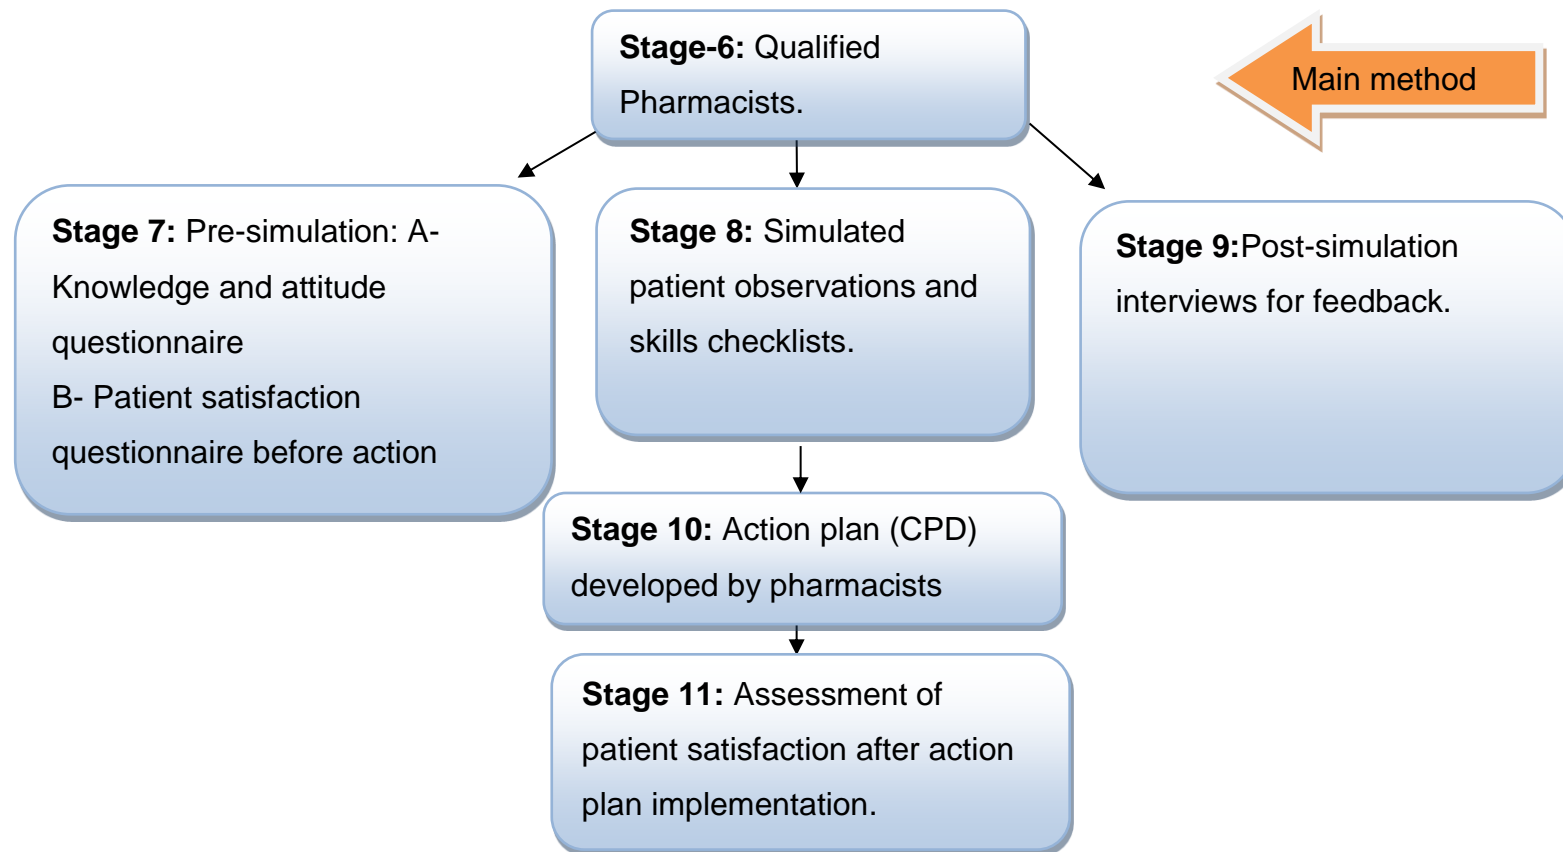 Stage-6: Qualified
Pharmacists.
Main method
Stage 7: Pre-simulation: A-
Knowledge and attitude
questionnaire
B- Patient satisfaction
questionnaire before action
Stage 8: Simulated
patient observations and
skills checklists.
Stage 9:Post-simulation
interviews for feedback.
Stage 10: Action plan (CPD)
developed by pharmacists
Stage 11: Assessment of
patient satisfaction after action
plan implementation.